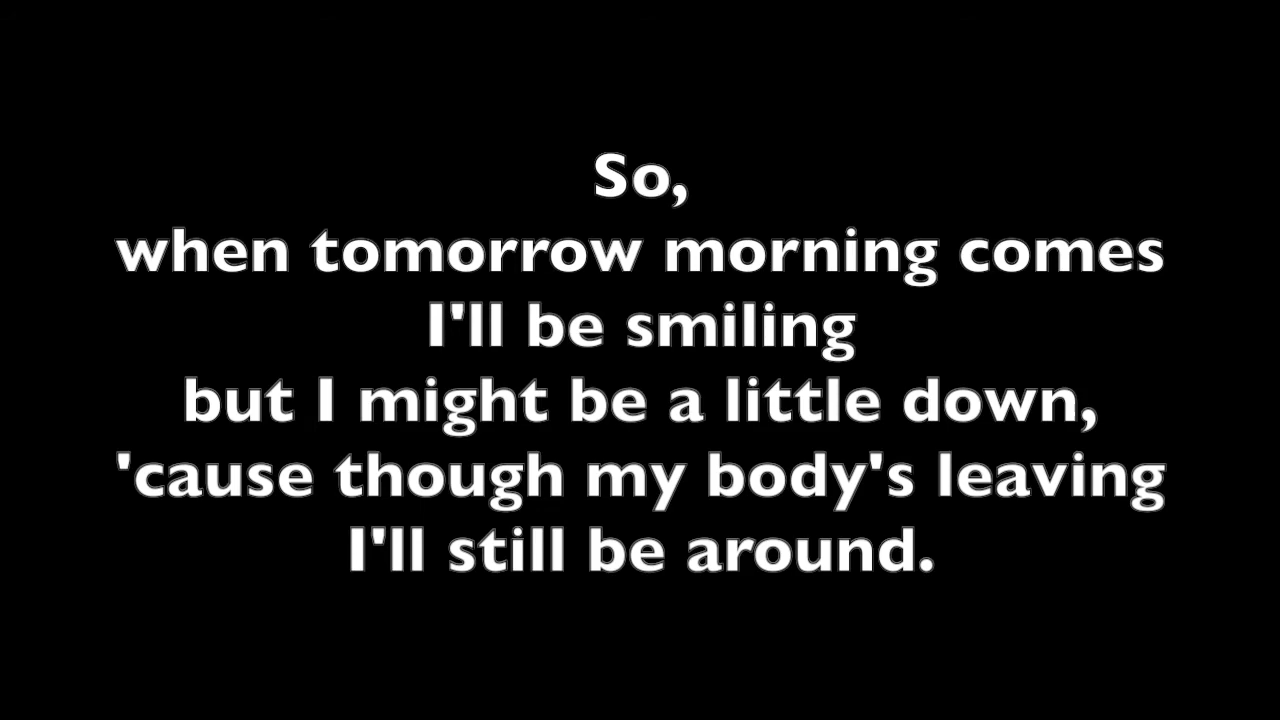 So,
when tomorrow morning comes
I'll be smiling
but I might be a little down,
'cause though my body's leaving
I'll still be around.